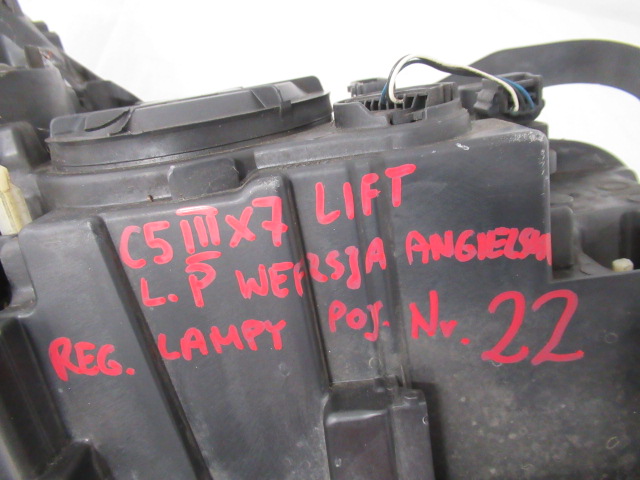 C5 III X7 LIFT
L. P WERSJA ANGIELSKA
REG. LAMPY POJ. Nr. 22